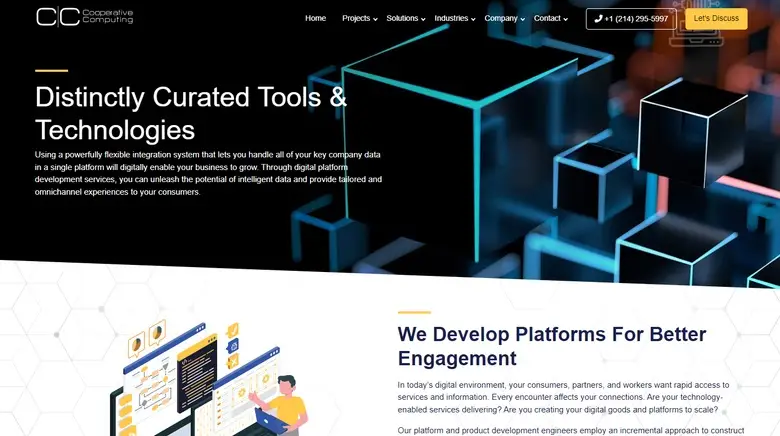 C|C Cooperative
Computing
Home Projects Solutions Industries Company Contact +1 (214) 295-5997 Let's Discuss
Distinctly Curated Tools &
Technologies
Using a powerfully flexible integration system that lets you handle all of your key company data
in a single platform will digitally enable your business to grow. Through digital platform
development services, you can unleash the potential of intelligent data and provide tailored and
omnichannel experiences to your consumers.
We Develop Platforms For Better
Engagement
In today's digital environment, your consumers, partners, and workers want rapid access to
services and information. Every encounter affects your connections. Are your technology-
enabled services delivering? Are you creating your digital goods and platforms to scale?
Our platform and product development engineers employ an incremental approach to construct